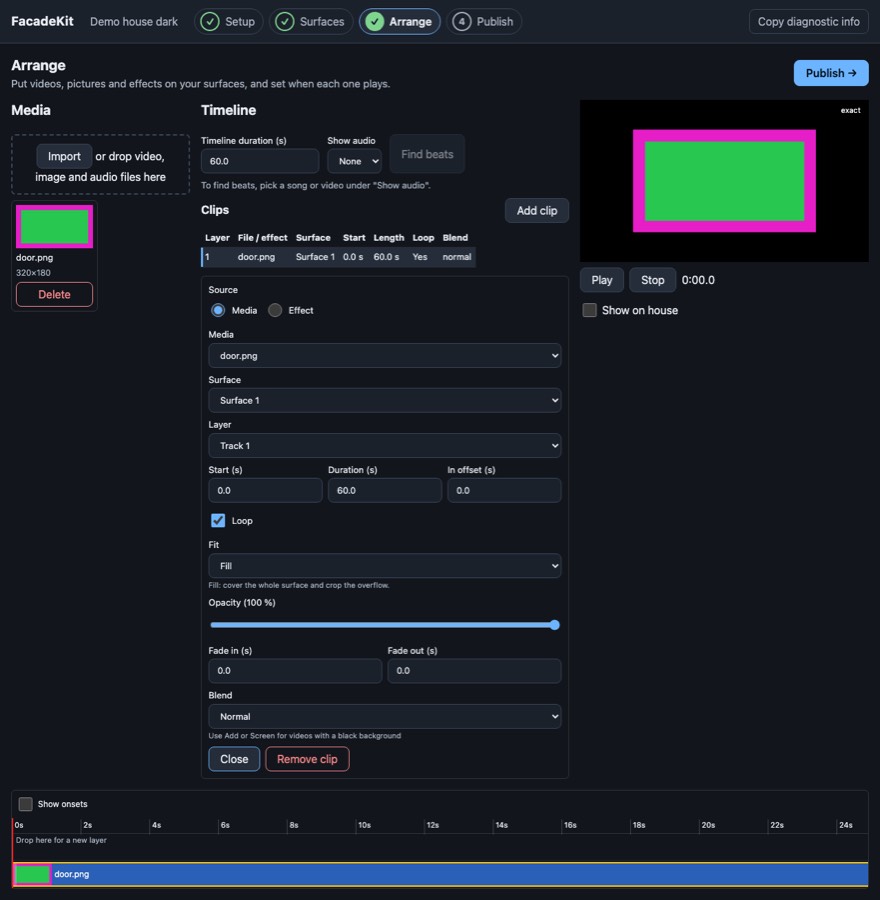 FacadeKit Demo house dark Setup Surfaces Arrange 4 Publish Copy diagnostic info
Arrange
Put videos, pictures and effects on your surfaces, and set when each one plays.
Publish →
Media
Import or drop video,
image and audio files here
door.png
320×180
Delete
Timeline
Timeline duration (s) Show audio
60.0 None Find beats
To find beats, pick a song or video under "Show audio".
Clips Add clip
Layer File / effect Surface Start Length Loop Blend
1 door.png Surface 1 0.0 s 60.0 s Yes normal
Source
Media Effect
Media
door.png
Surface
Surface 1
Layer
Track 1
Start (s) Duration (s) In offset (s)
0.0 60.0 0.0
Loop
Fit
Fill
Fill: cover the whole surface and crop the overflow.
Opacity (100 %)
Fade in (s) Fade out (s)
0.0 0.0
Blend
Normal
Use Add or Screen for videos with a black background
Close Remove clip
exact
Play Stop 0:00.0
Show on house
Show onsets
0s 2s 4s 6s 8s 10s 12s 14s 16s 18s 20s 22s 24s
Drop here for a new layer
door.png